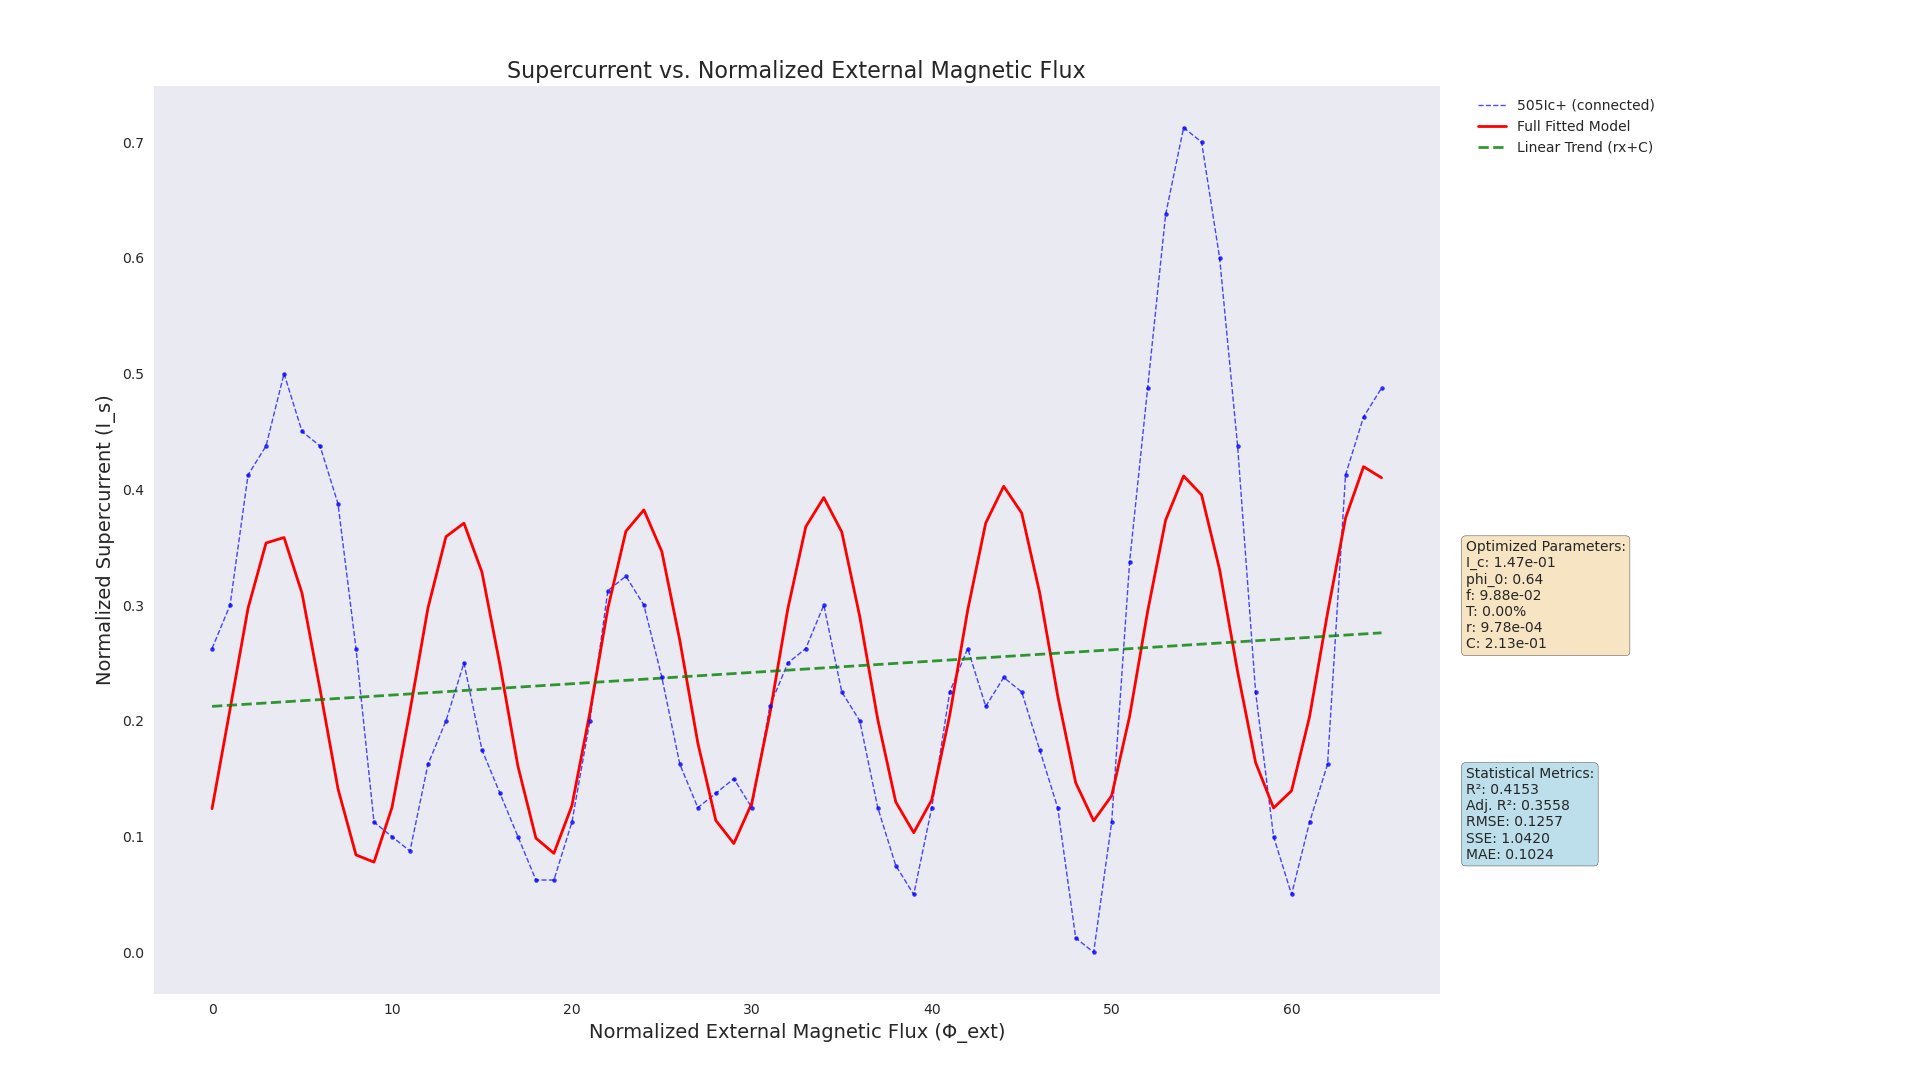 Supercurrent vs. Normalized External Magnetic Flux
505Ic+ (connected)
Full Fitted Model
Linear Trend (rx+C)
0.7
0.6
0.5
0.4
0.3
0.2
0.1
0.0
Normalized Supercurrent (I_s)
Optimized Parameters:
I_c: 1.47e-01
phi_0: 0.64
f: 9.88e-02
T: 0.00%
r: 9.78e-04
C: 2.13e-01
Statistical Metrics:
R²: 0.4153
Adj. R²: 0.3558
RMSE: 0.1257
SSE: 1.0420
MAE: 0.1024
0 10 20 30 40 50 60
Normalized External Magnetic Flux (Φ_ext)